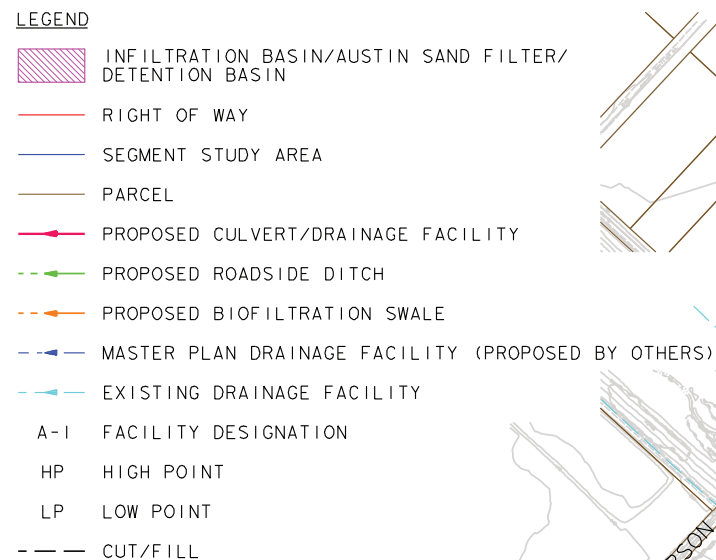 LEGEND
INFILTRATION BASIN/AUSTIN SAND FILTER/
DETENTION BASIN
RIGHT OF WAY
SEGMENT STUDY AREA
PARCEL
PROPOSED CULVERT/DRAINAGE FACILITY
PROPOSED ROADSIDE DITCH
PROPOSED BIOFILTRATION SWALE
MASTER PLAN DRAINAGE FACILITY (PROPOSED BY OTHERS)
EXISTING DRAINAGE FACILITY
A-1 FACILITY DESIGNATION
HP HIGH POINT
LP LOW POINT
CUT/FILL
RSON